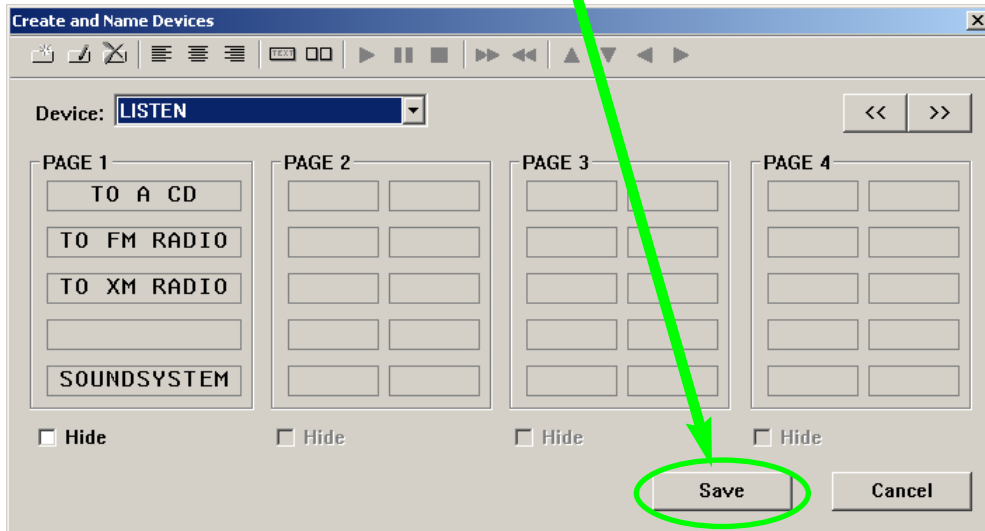 Create and Name Devices
TEXT
Device: LISTEN
<< >>
PAGE 1 PAGE 2 PAGE 3 PAGE 4
TO A CD
TO FM RADIO
TO XM RADIO
SOUNDSYSTEM
Hide Hide Hide Hide
Save Cancel